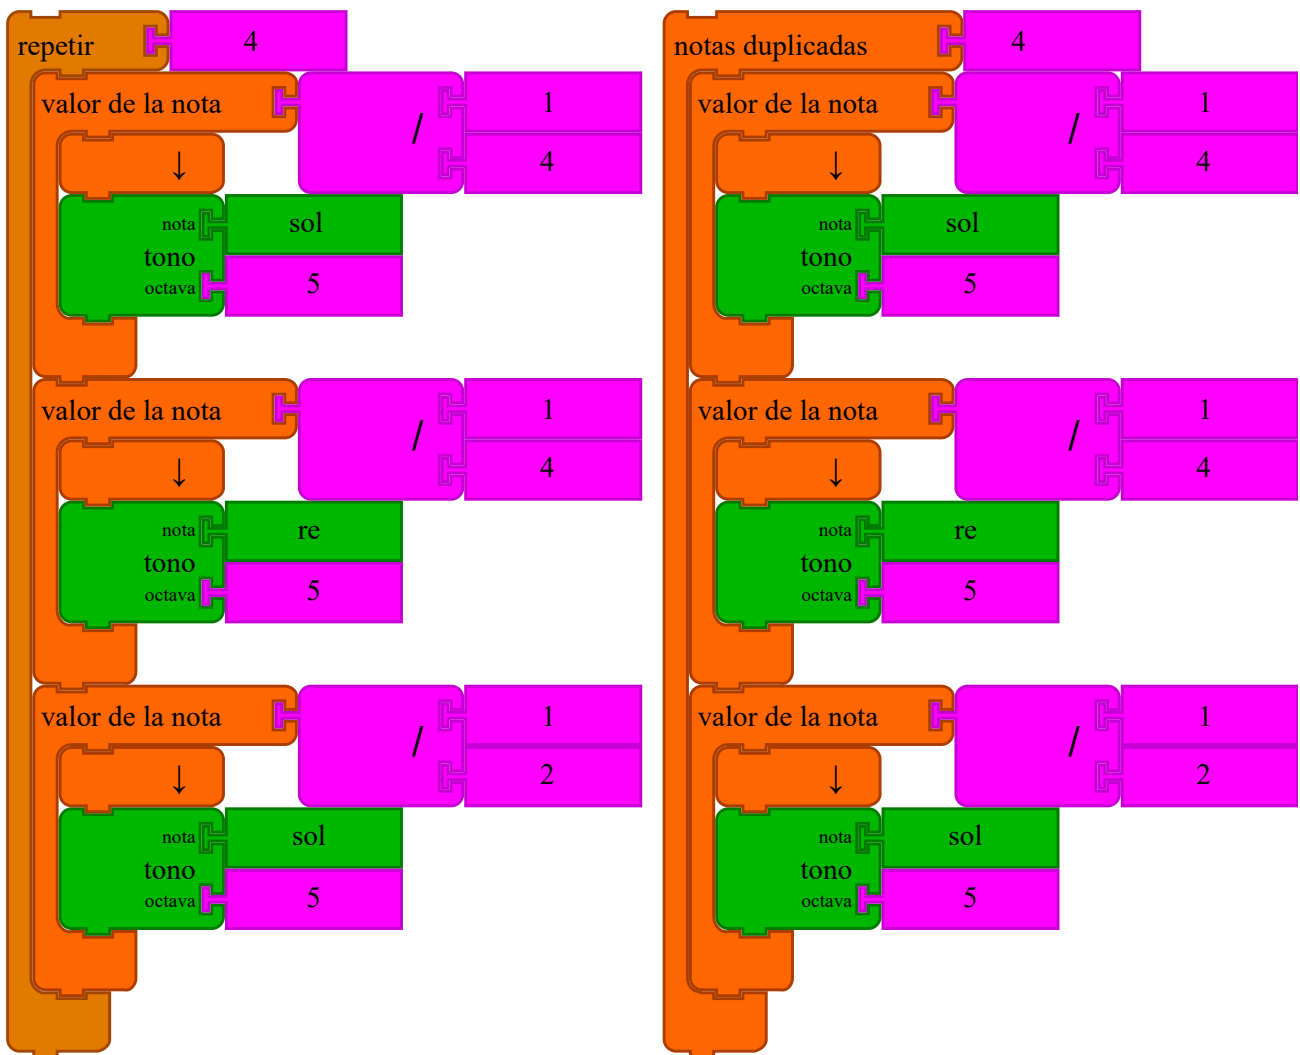 repetir 4
valor de la nota / 1
4
↓
nota sol
tono
octava 5
valor de la nota / 1
4
↓
nota re
tono
octava 5
valor de la nota / 1
2
↓
nota sol
tono
octava 5
notas duplicadas 4
valor de la nota / 1
4
↓
nota sol
tono
octava 5
valor de la nota / 1
4
↓
nota re
tono
octava 5
valor de la nota / 1
2
↓
nota sol
tono
octava 5